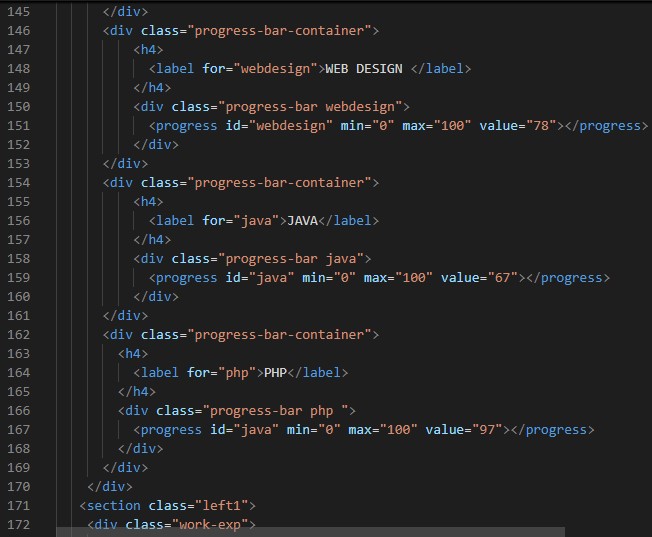 145 </div>
146 <div class="progress-bar-container">
147 <h4>
148 <label for="webdesign">WEB DESIGN </label>
149 </h4>
150 <div class="progress-bar webdesign">
151 <progress id="webdesign" min="0" max="100" value="78"></progress>
152 </div>
153 </div>
154 <div class="progress-bar-container">
155 <h4>
156 <label for="java">JAVA</label>
157 </h4>
158 <div class="progress-bar java">
159 <progress id="java" min="0" max="100" value="67"></progress>
160 </div>
161 </div>
162 <div class="progress-bar-container">
163 <h4>
164 <label for="php">PHP</label>
165 </h4>
166 <div class="progress-bar php ">
167 <progress id="java" min="0" max="100" value="97"></progress>
168 </div>
169 </div>
170 </div>
171 <section class="left1">
172 <div class="work-exp">